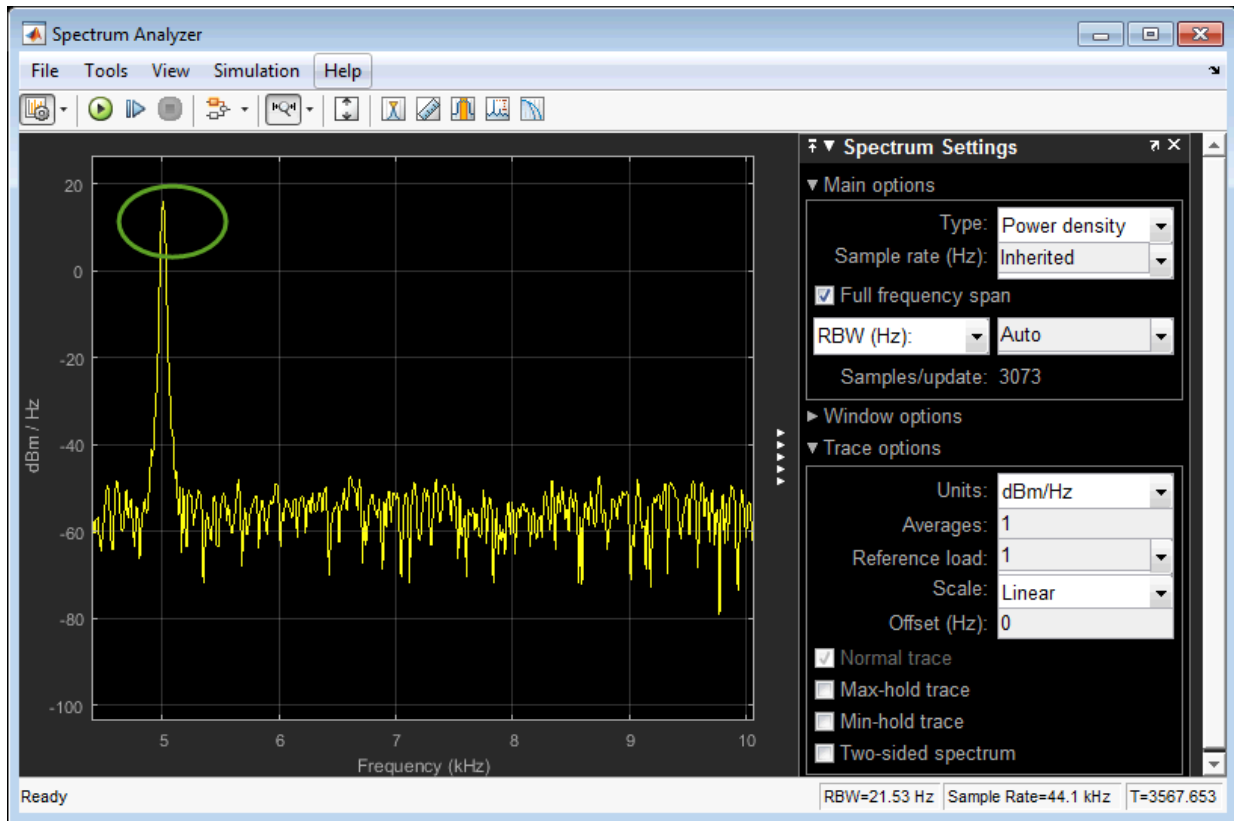 Spectrum Analyzer
File Tools View Simulation Help
20
0
-20
-40
-60
-80
-100
dBm / Hz
5 6 7 8 9 10
Frequency (kHz)
Spectrum Settings
Main options
Type: Power density
Sample rate (Hz): Inherited
Full frequency span
RBW (Hz): Auto
Samples/update: 3073
Window options
Trace options
Units: dBm/Hz
Averages: 1
Reference load: 1
Scale: Linear
Offset (Hz): 0
Normal trace
Max-hold trace
Min-hold trace
Two-sided spectrum
Ready RBW=21.53 Hz Sample Rate=44.1 kHz T=3567.653